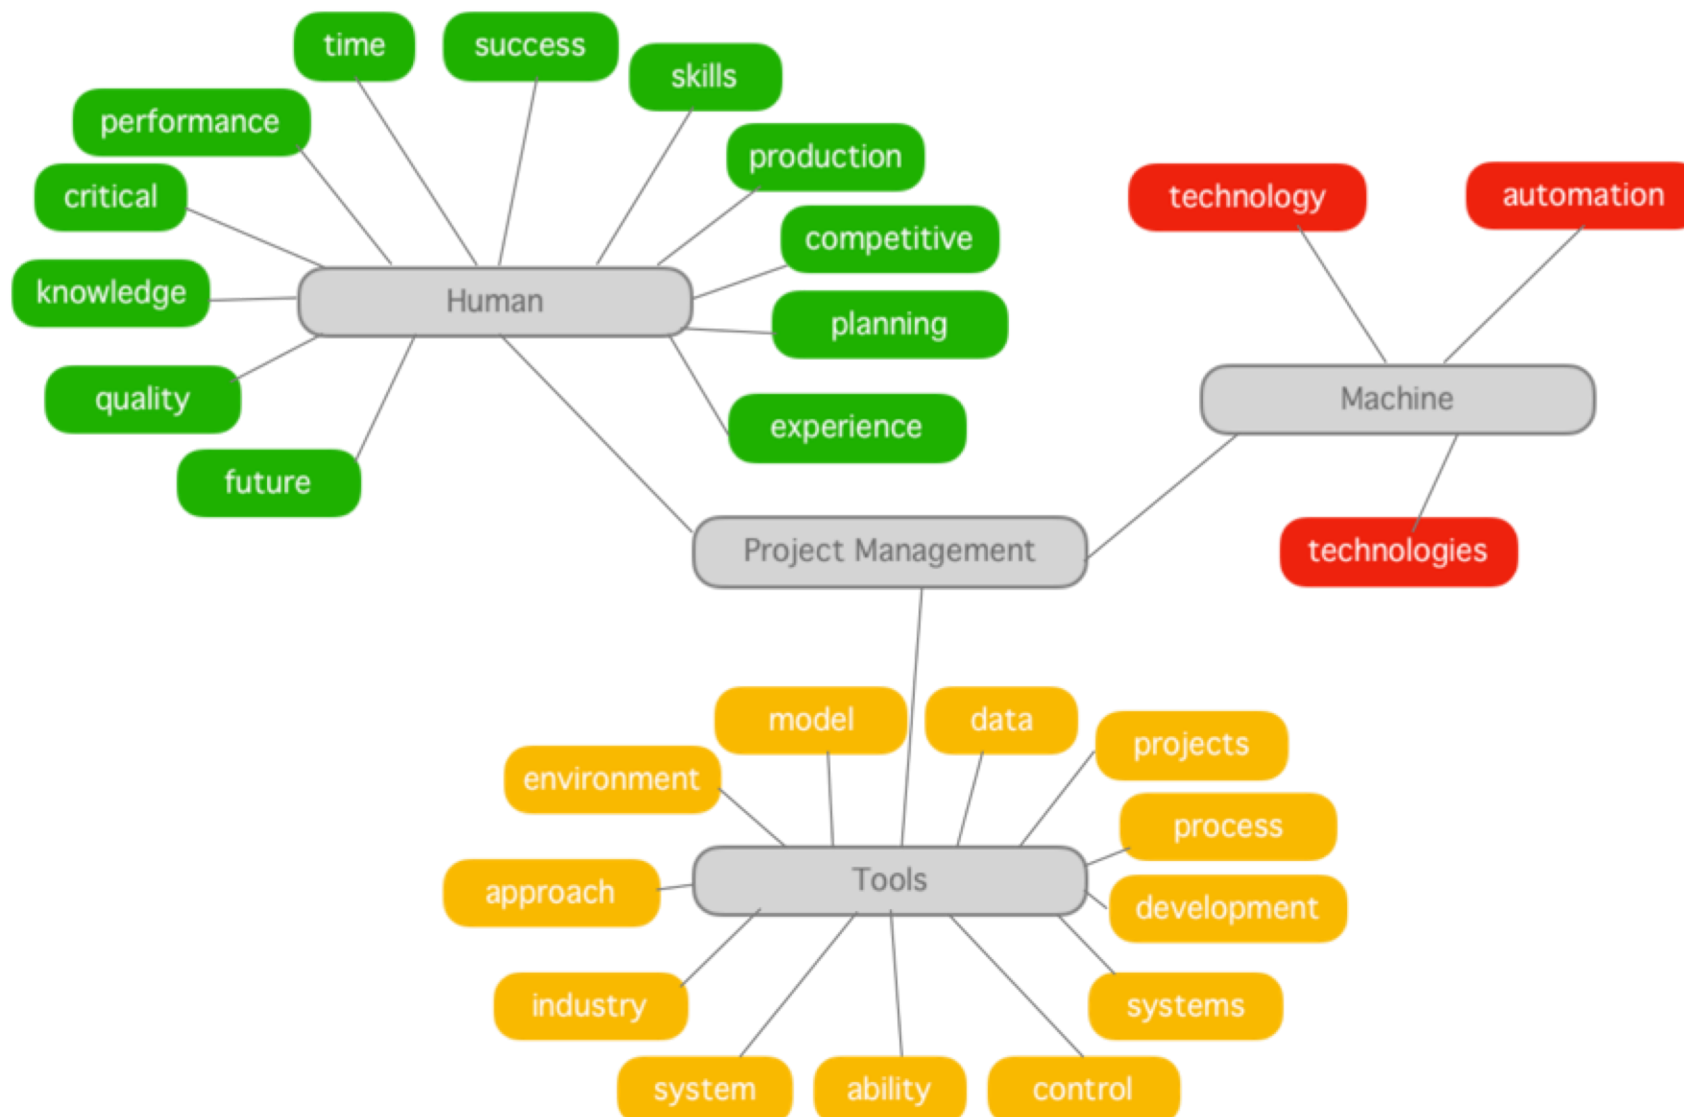 time
success
skills
performance
production
critical
technology
automation
competitive
knowledge
Human
planning
quality
Machine
experience
future
Project Management
technologies
model
data
projects
environment
process
Tools
approach
development
industry
systems
system
ability
control